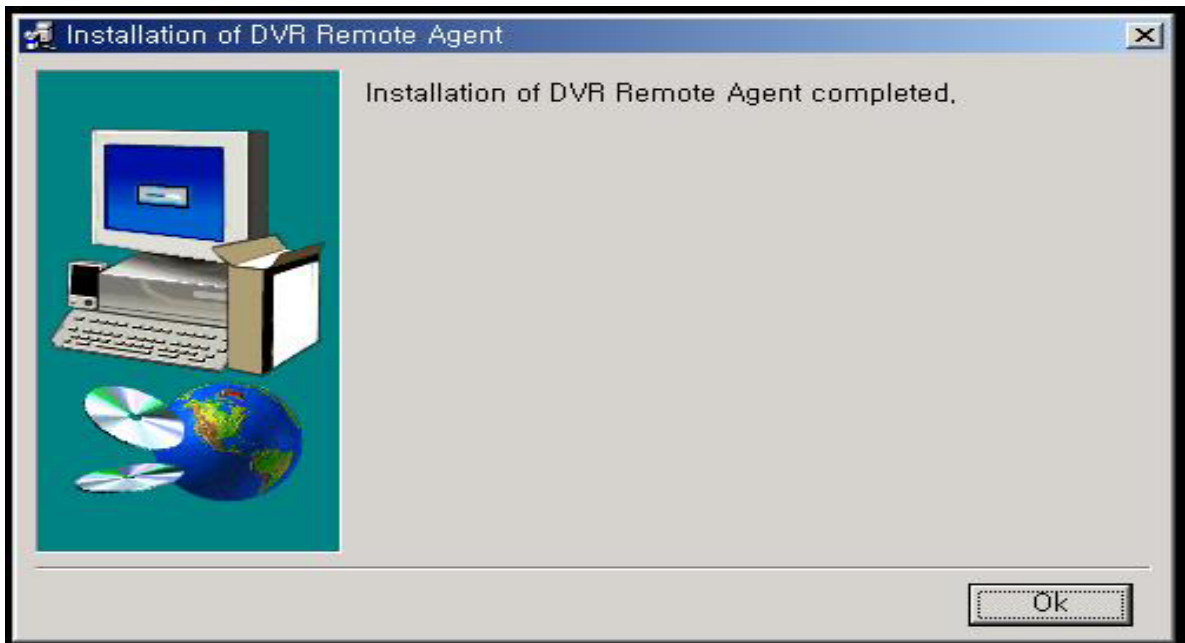 Installation of DVR Remote Agent
Installation of DVR Remote Agent completed,
Ok